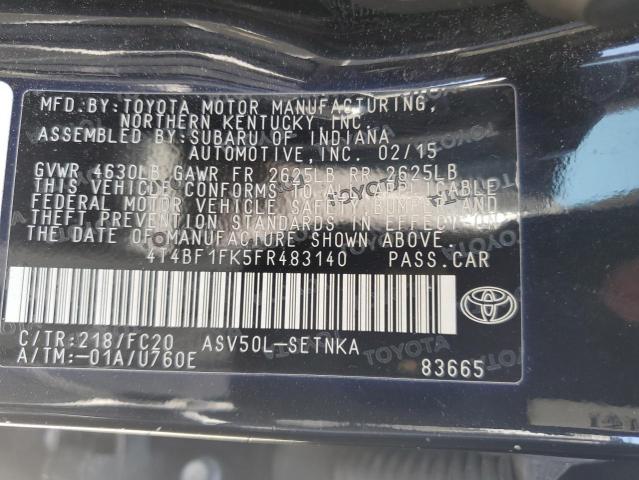 MFD.BY:TOYOTA MOTOR MANUFACTURING,
NORTHERN KENTUCKY, INC.
ASSEMBLED BY:SUBARU OF INDIANA
AUTOMOTIVE,INC. 02/15
GVWR 4630LB GAWR FR 2625LB RR 2625LB
THIS VEHICLE CONFORMS TO ALL APPLICABLE
FEDERAL MOTOR VEHICLE SAFETY, BUMPER, AND
THEFT PREVENTION STANDARDS IN EFFECT ON
THE DATE OF MANUFACTURE SHOWN ABOVE.
4T4BF1FK5FR483140 PASS.CAR
C/TR:218/FC20 ASV50L-SETNKA
A/TM:-01A/U760E
83665